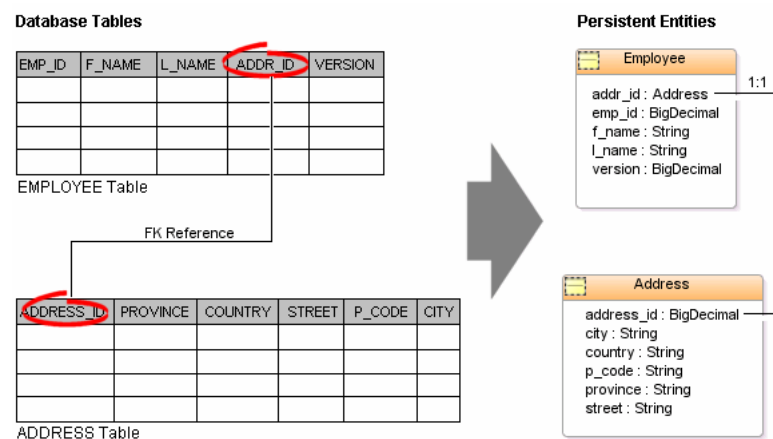 Database Tables
EMP_ID F_NAME L_NAME ADDR_ID VERSION
EMPLOYEE Table
FK Reference
ADDRESS_ID PROVINCE COUNTRY STREET P_CODE CITY
ADDRESS Table
Persistent Entities
Employee
addr_id : Address
emp_id : BigDecimal
f_name : String
l_name : String
version : BigDecimal
1:1
Address
address_id : BigDecimal
city : String
country : String
p_code : String
province : String
street : String